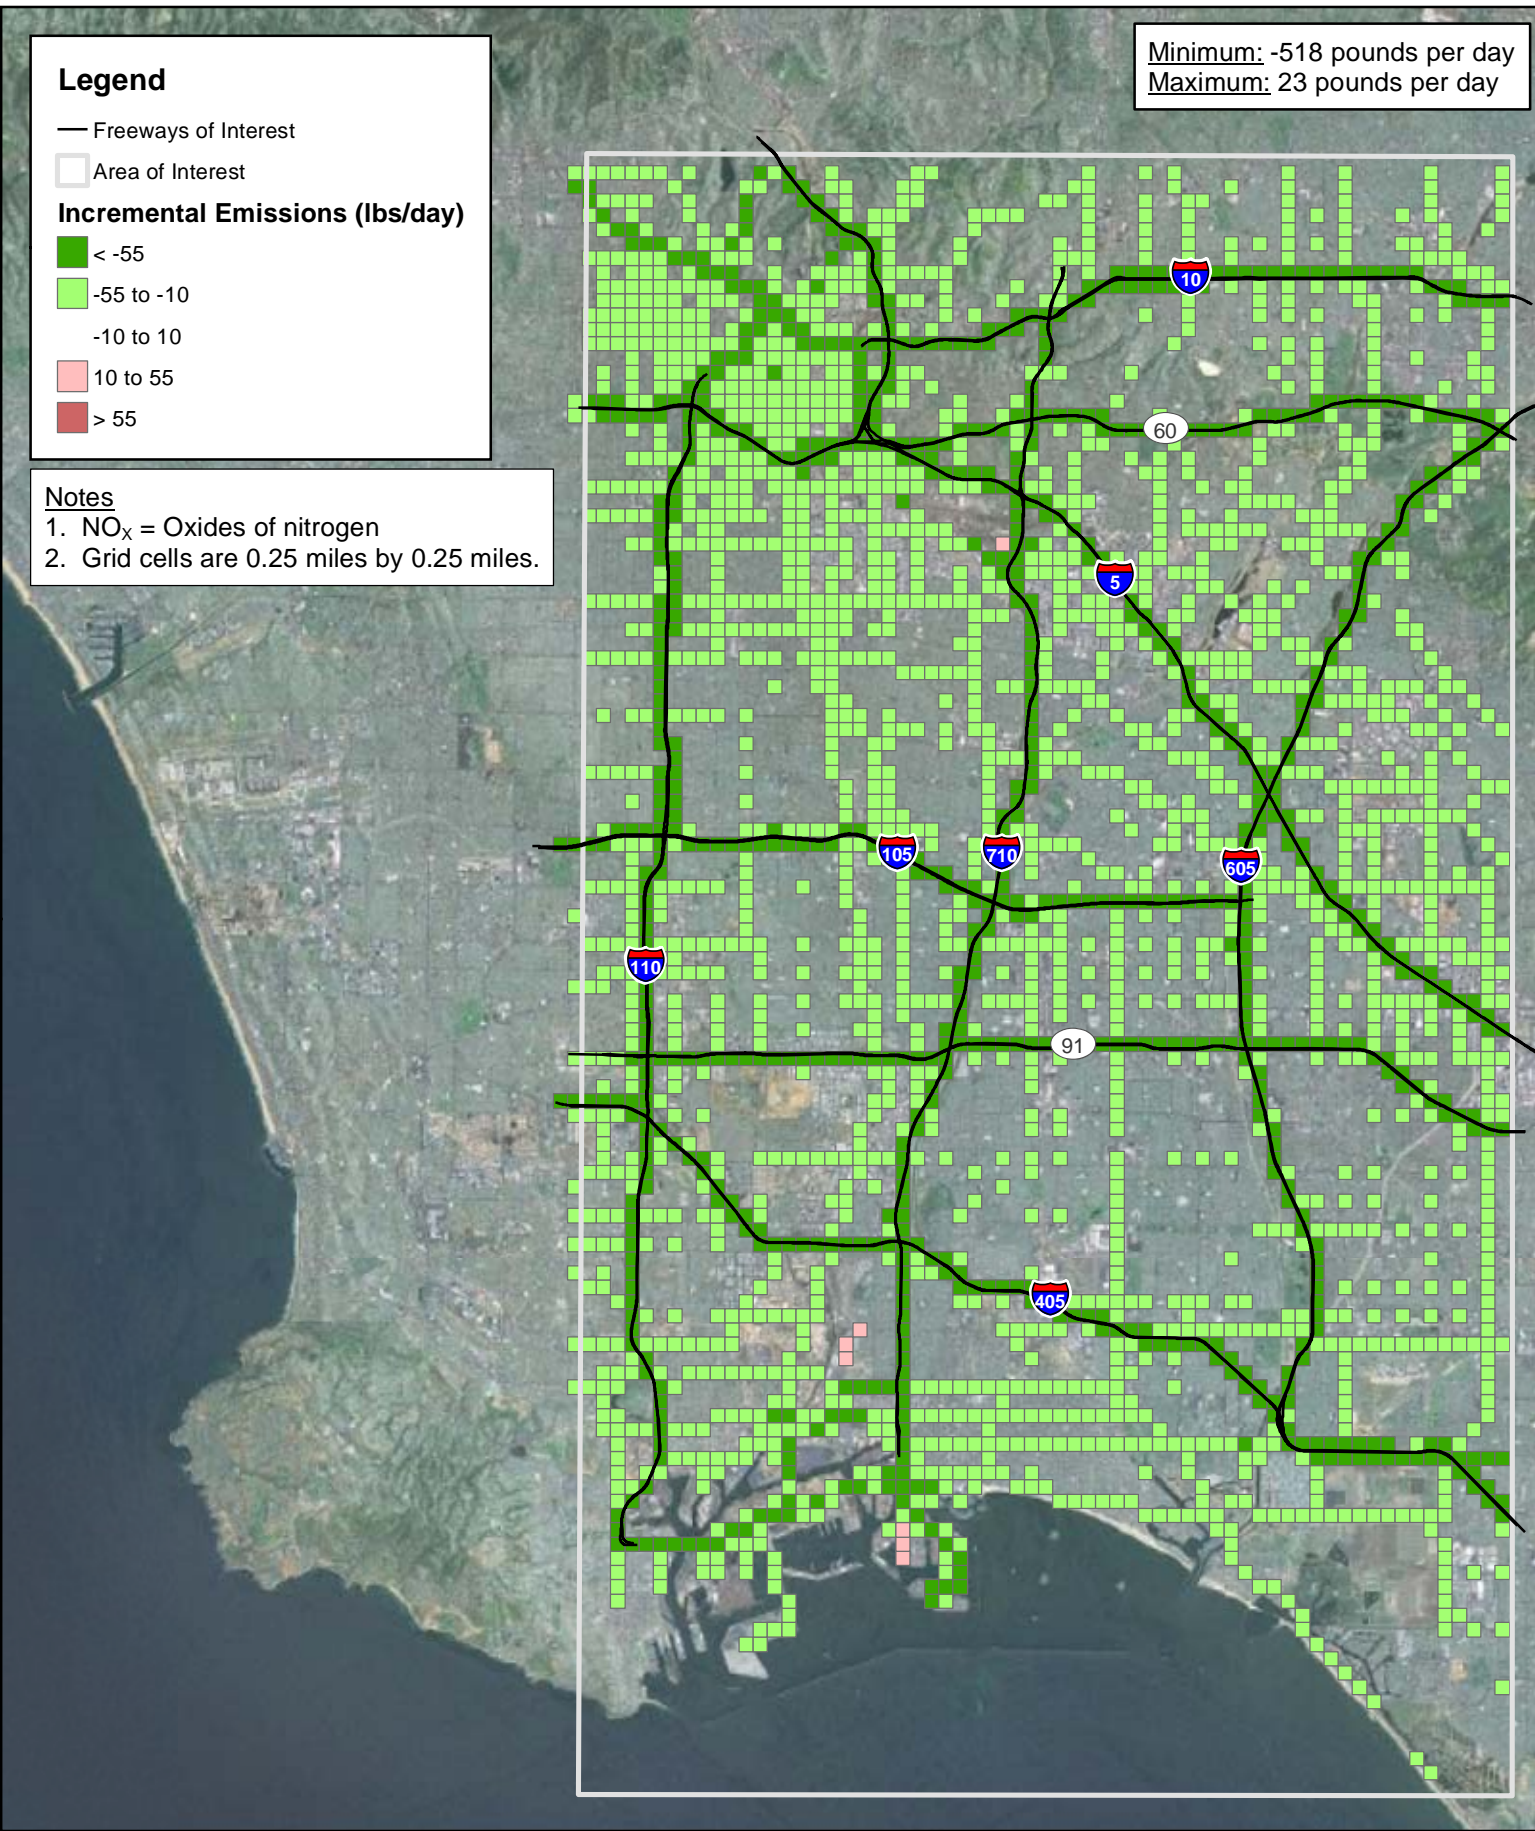 Legend
Freeways of Interest
Area of Interest
Incremental Emissions (lbs/day)
< -55
-55 to -10
-10 to 10
10 to 55
> 55
Notes
1. NOX = Oxides of nitrogen
2. Grid cells are 0.25 miles by 0.25 miles.
Minimum: -518 pounds per day
Maximum: 23 pounds per day
10
60
5
105
710
605
110
91
405